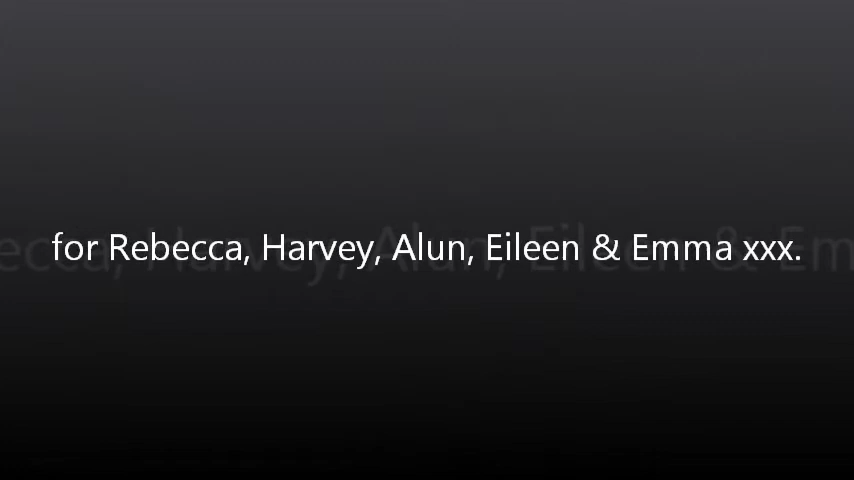 for Rebecca, Harvey, Alun, Eileen & Emma xxx.